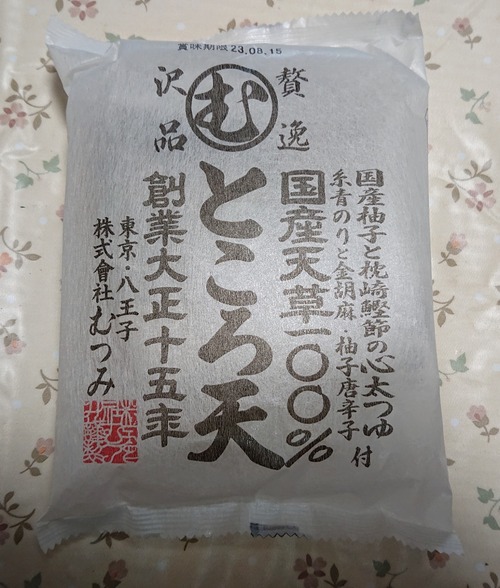 賞味期限 23.08.15
贅沢
逸品
む
国産柚子と枕崎鰹節の心太つゆ
糸青のりと金胡麻・柚子唐辛子付
国産天草一〇〇%
ところ天
創業大正十五年
東京・八王子
株式會社むつみ